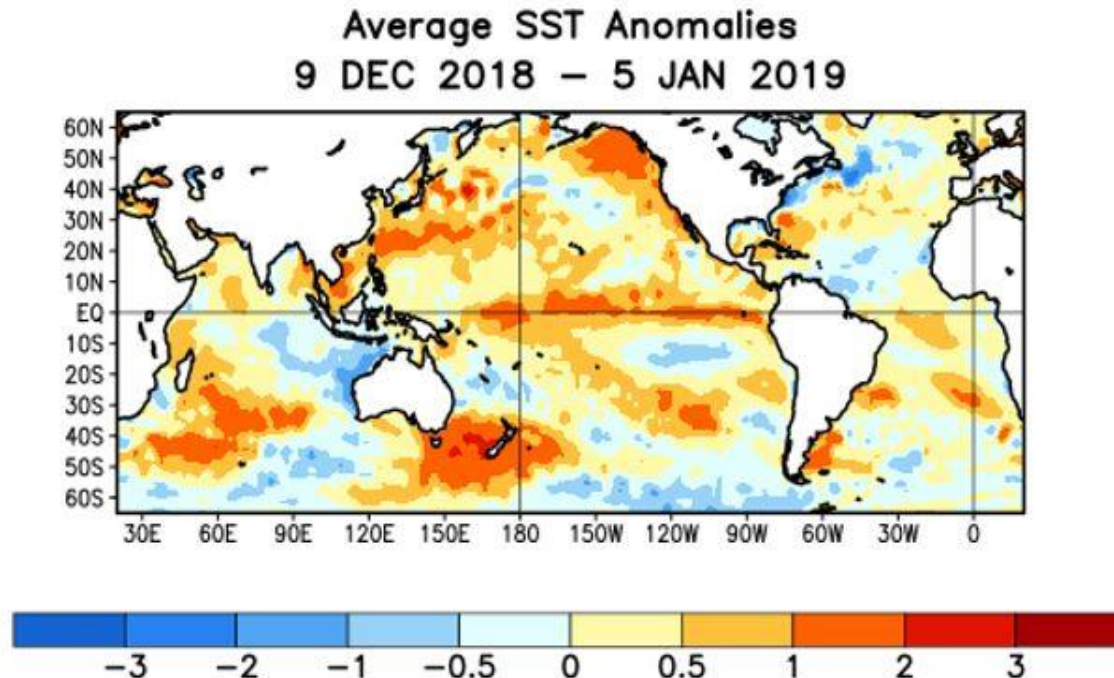 Average SST Anomalies
9 DEC 2018 – 5 JAN 2019
60N
50N
40N
30N
20N
10N
EQ
10S
20S
30S
40S
50S
60S
30E 60E 90E 120E 150E 180 150W 120W 90W 60W 30W 0
−3 −2 −1 −0.5 0 0.5 1 2 3